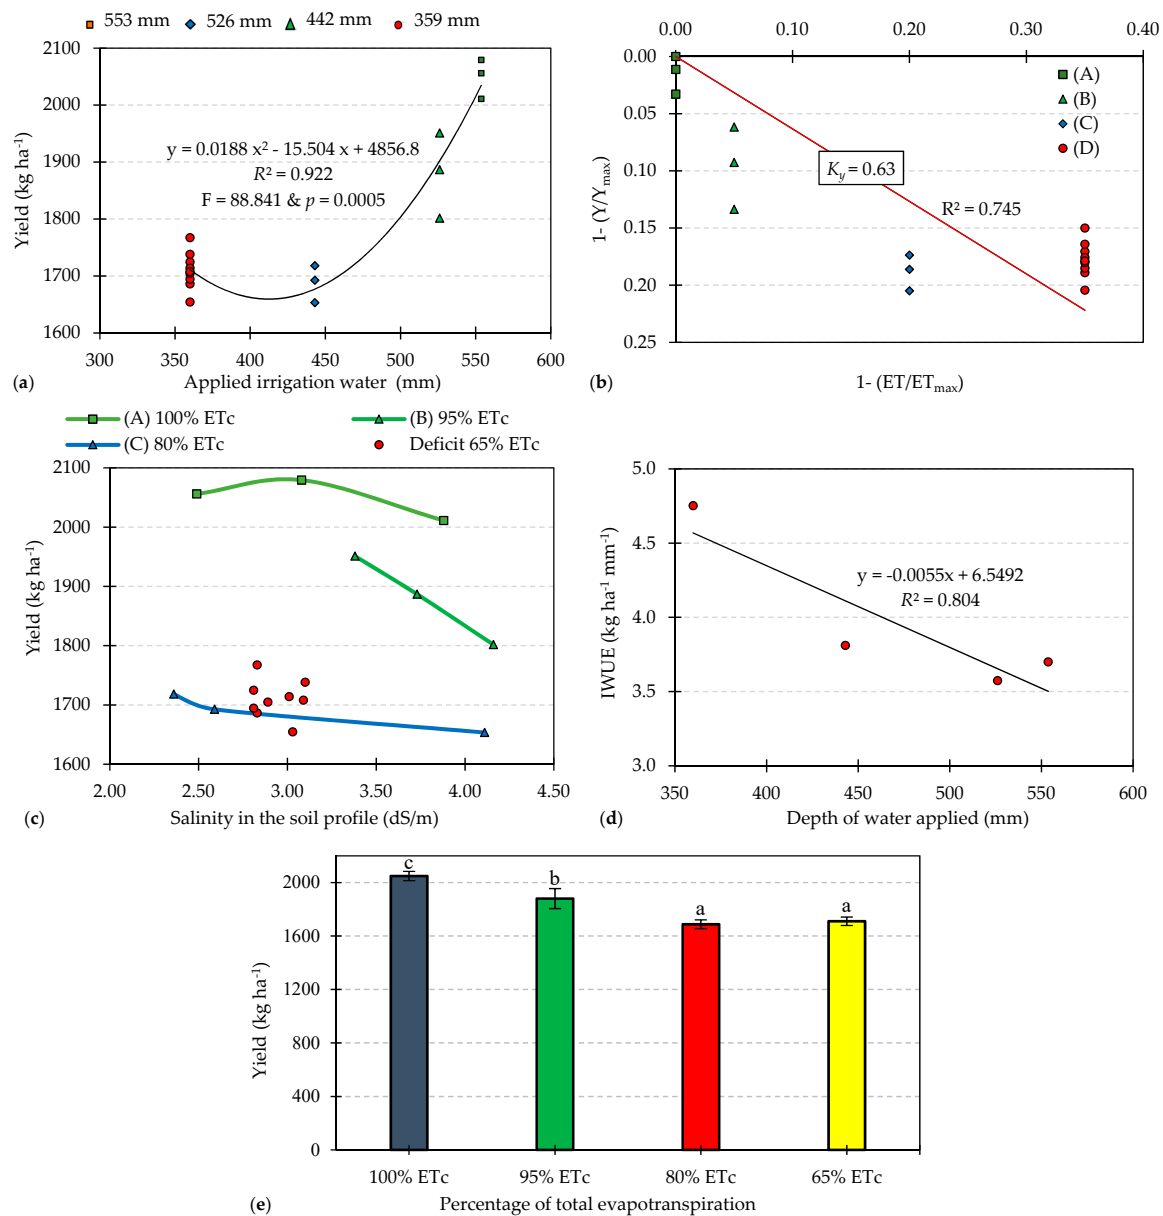 553 mm 526 mm 442 mm 359 mm
2100
2000
1900
1800
1700
1600
Yield (kg ha⁻¹)
y = 0.0188 x² - 15.504 x + 4856.8
R² = 0.922
F = 88.841 & p = 0.0005
300 350 400 450 500 550 600
(a) Applied irrigation water (mm)
0.00 0.10 0.20 0.30 0.40
0.00
0.05
0.10
0.15
0.20
0.25
1- (Y/Yₘₐₓ)
(A)
(B)
(C)
(D)
Kᵧ = 0.63
R² = 0.745
(b) 1- (ET/ETₘₐₓ)
(A) 100% ETc (B) 95% ETc
(C) 80% ETc Deficit 65% ETc
2100
2000
1900
1800
1700
1600
Yield (kg ha⁻¹)
2.00 2.50 3.00 3.50 4.00 4.50
(c) Salinity in the soil profile (dS/m)
5.0
4.5
4.0
3.5
3.0
IWUE (kg ha⁻¹ mm⁻¹)
y = -0.0055x + 6.5492
R² = 0.804
350 400 450 500 550 600
(d) Depth of water applied (mm)
2000
1600
1200
800
400
0
Yield (kg ha⁻¹)
c b a a
100% ETc 95% ETc 80% ETc 65% ETc
(e) Percentage of total evapotranspiration